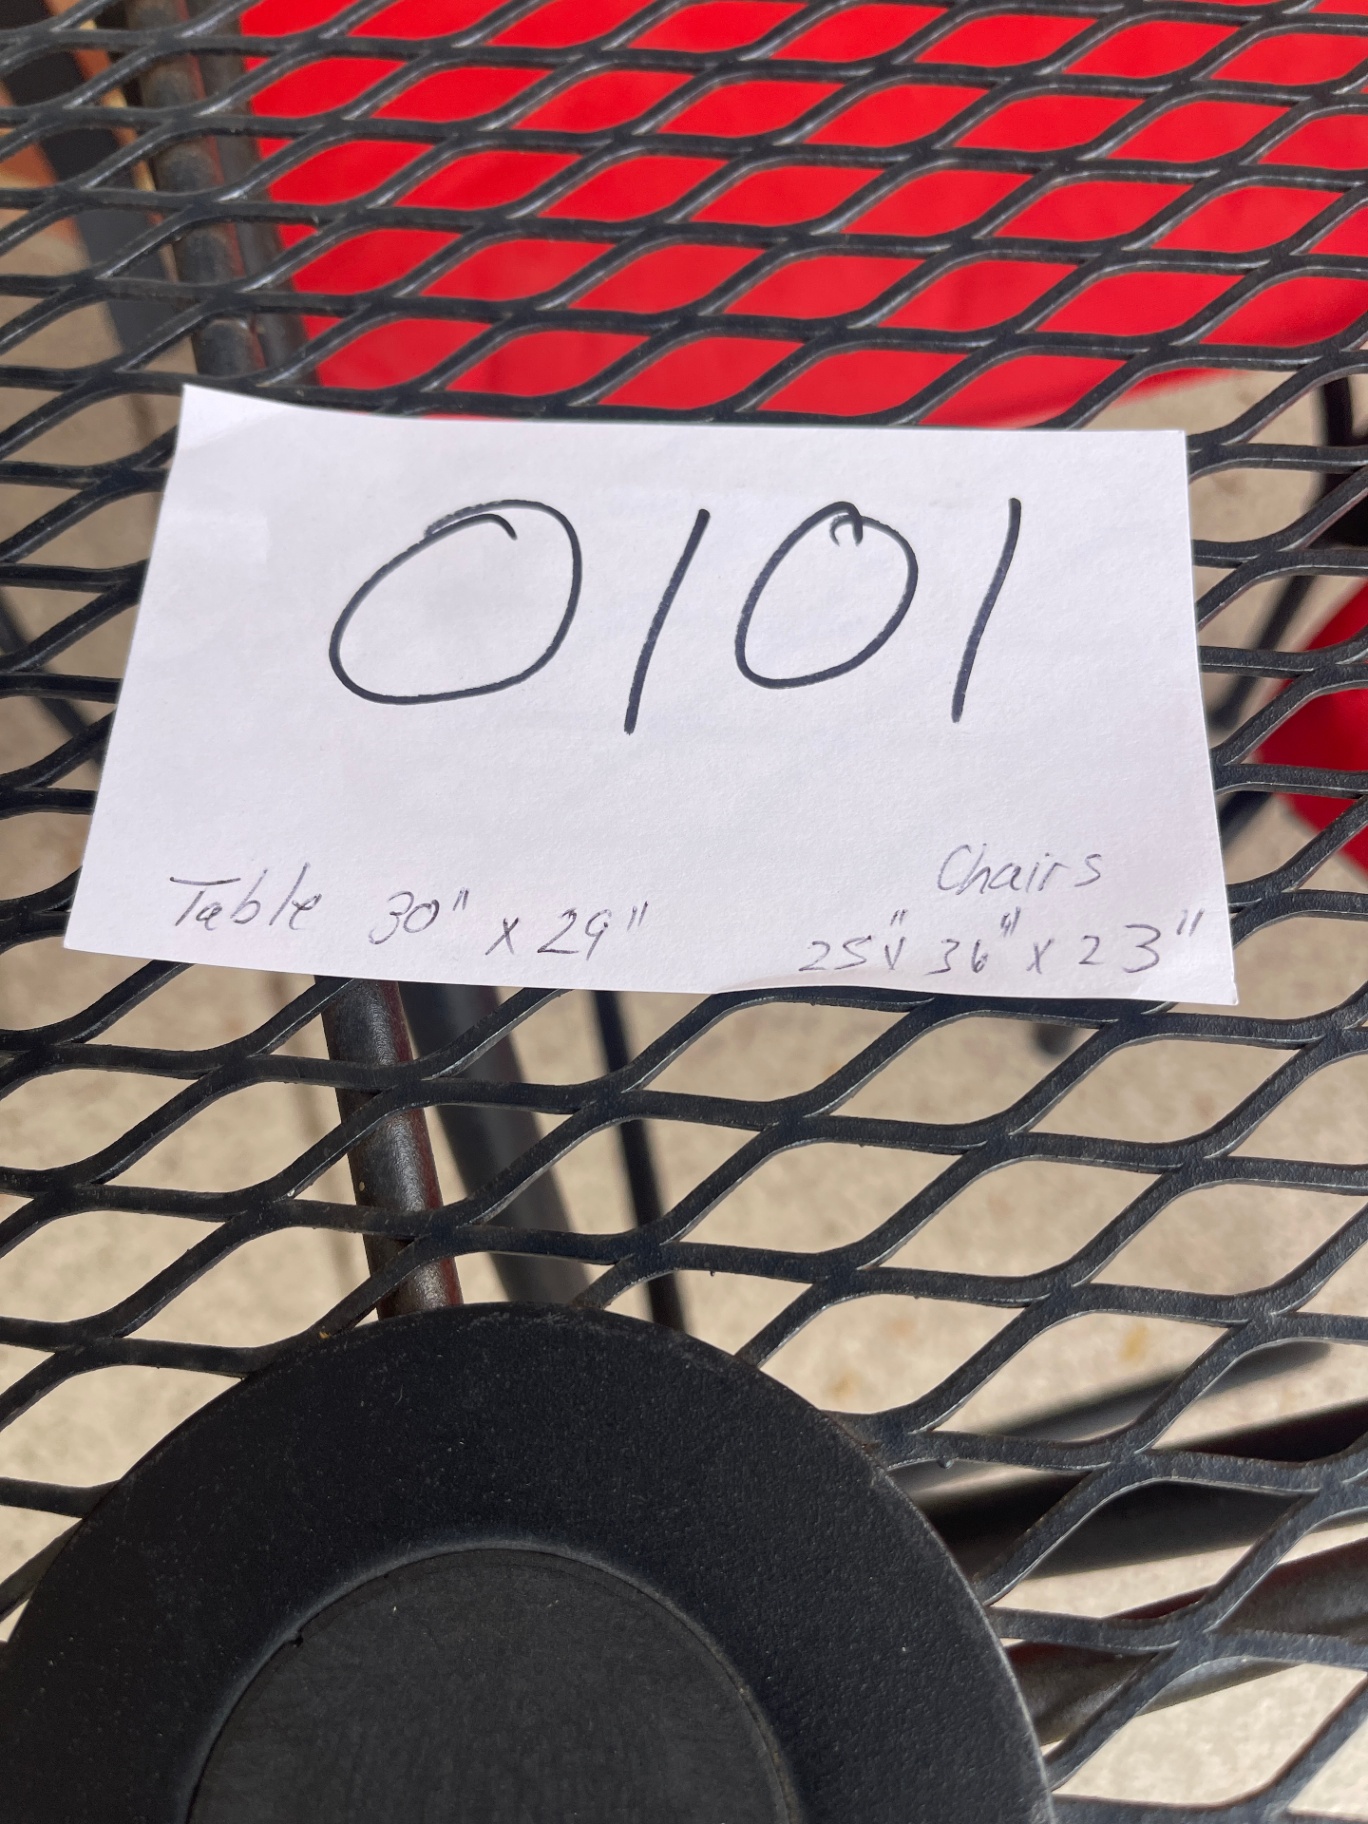 0101
Chairs
Table 30" x 29"
25" x 36" x 23"